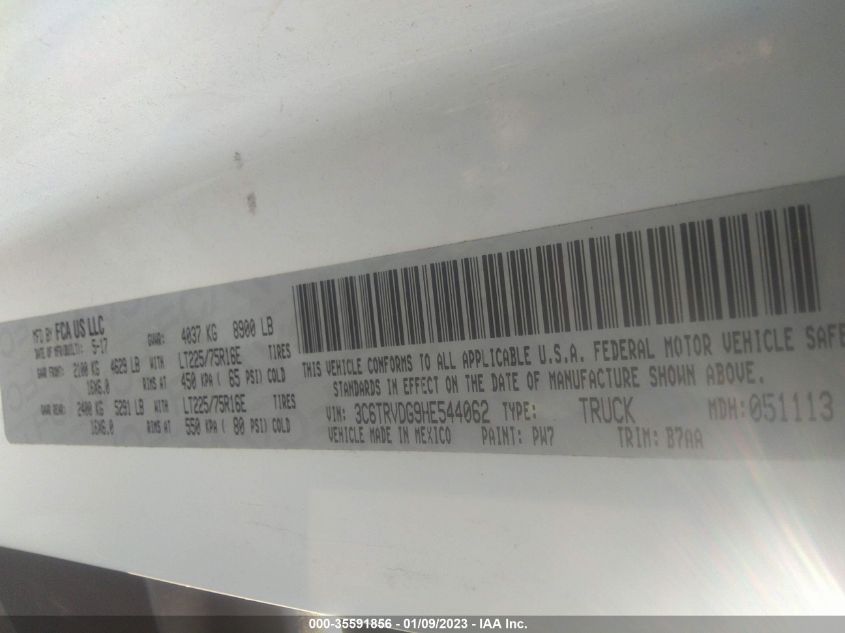 MFG BY FCA US LLC
DATE OF MFR(BUILT): 5-17 GVWR: 4037 KG 8900 LB
GAWR FRONT: 2100 KG 4629 LB WITH LT225/75R16E TIRES
16X6.0 RIMS AT 450 KPA ( 65 PSI) COLD
GAWR REAR: 2400 KG 5291 LB WITH LT225/75R16E TIRES
16X6.0 RIMS AT 550 KPA ( 80 PSI) COLD
THIS VEHICLE CONFORMS TO ALL APPLICABLE U.S.A. FEDERAL MOTOR VEHICLE SAFE
STANDARDS IN EFFECT ON THE DATE OF MANUFACTURE SHOWN ABOVE.
VIN: 3C6TRVDG9HE544062 TYPE: TRUCK MDH:051113
VEHICLE MADE IN MEXICO PAINT: PW7 TRIM: B7AA
000-35591856 - 01/09/2023 - IAA Inc.